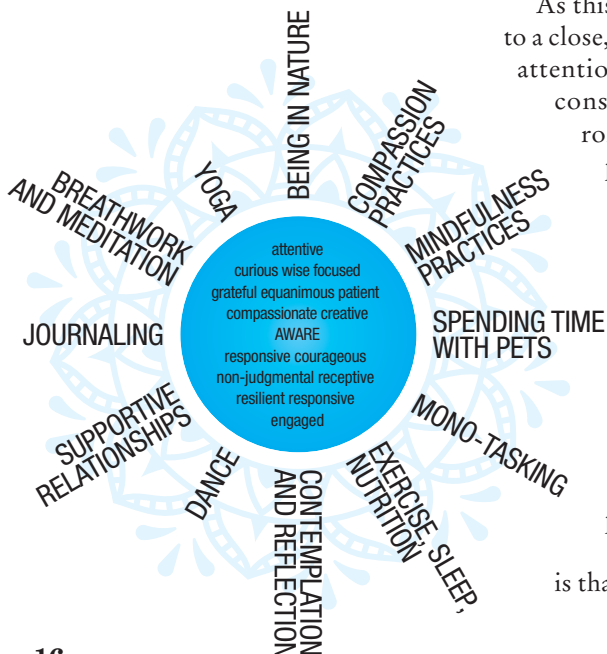 As this
to a close,
attentio
cons
ro
BEING IN NATURE
COMPASSION
PRACTICES
MINDFULNESS
PRACTICES
SPENDING TIME
WITH PETS
MONO-TASKING
EXERCISE, SLEEP,
NUTRITION
CONTEMPLATION
AND REFLECTION
DANCE
SUPPORTIVE
RELATIONSHIPS
JOURNALING
BREATHWORK
AND MEDITATION
YOGA
attentive
curious wise focused
grateful equanimous patient
compassionate creative
AWARE
responsive courageous
non-judgmental receptive
resilient responsive
engaged
is tha